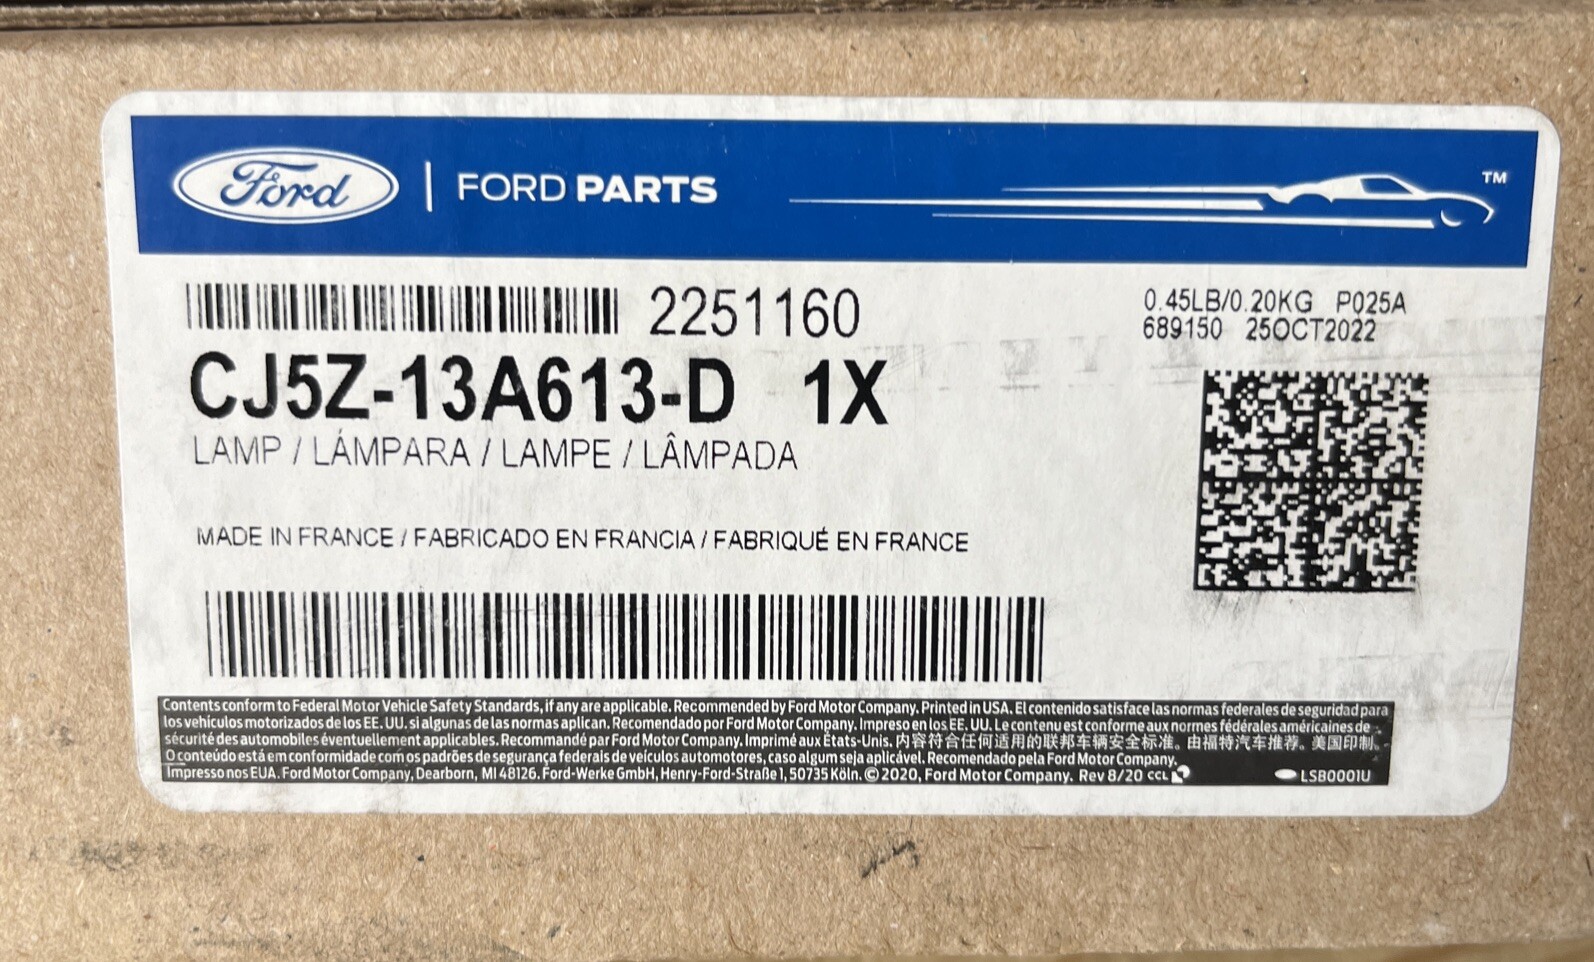 Ford | FORD PARTS ™
2251160
0.45LB/0.20KG P025A
689150 25OCT2022
CJ5Z-13A613-D 1X
LAMP / LÁMPARA / LAMPE / LÂMPADA
MADE IN FRANCE / FABRICADO EN FRANCIA / FABRIQUÉ EN FRANCE
Contents conform to Federal Motor Vehicle Safety Standards, if any are applicable. Recommended by Ford Motor Company. Printed in USA. El contenido satisface las normas federales de seguridad para
los vehículos motorizados de los EE. UU. si algunas de las normas aplican. Recomendado por Ford Motor Company. Impreso en los EE. UU. Le contenu est conforme aux normes fédérales américaines de
sécurité des automobiles éventuellement applicables. Recommandé par Ford Motor Company. Imprimé aux États-Unis. 内容符合任何适用的联邦车辆安全标准。由福特汽车推荐。美国印制。
O conteúdo está em conformidade com os padrões de segurança federais de veículos automotores, caso algum seja aplicável. Recomendado pela Ford Motor Company.
Impresso nos EUA. Ford Motor Company, Dearborn, MI 48126. Ford-Werke GmbH, Henry-Ford-Straße 1, 50735 Köln. © 2020, Ford Motor Company. Rev 8/20 CCL LSB0001U